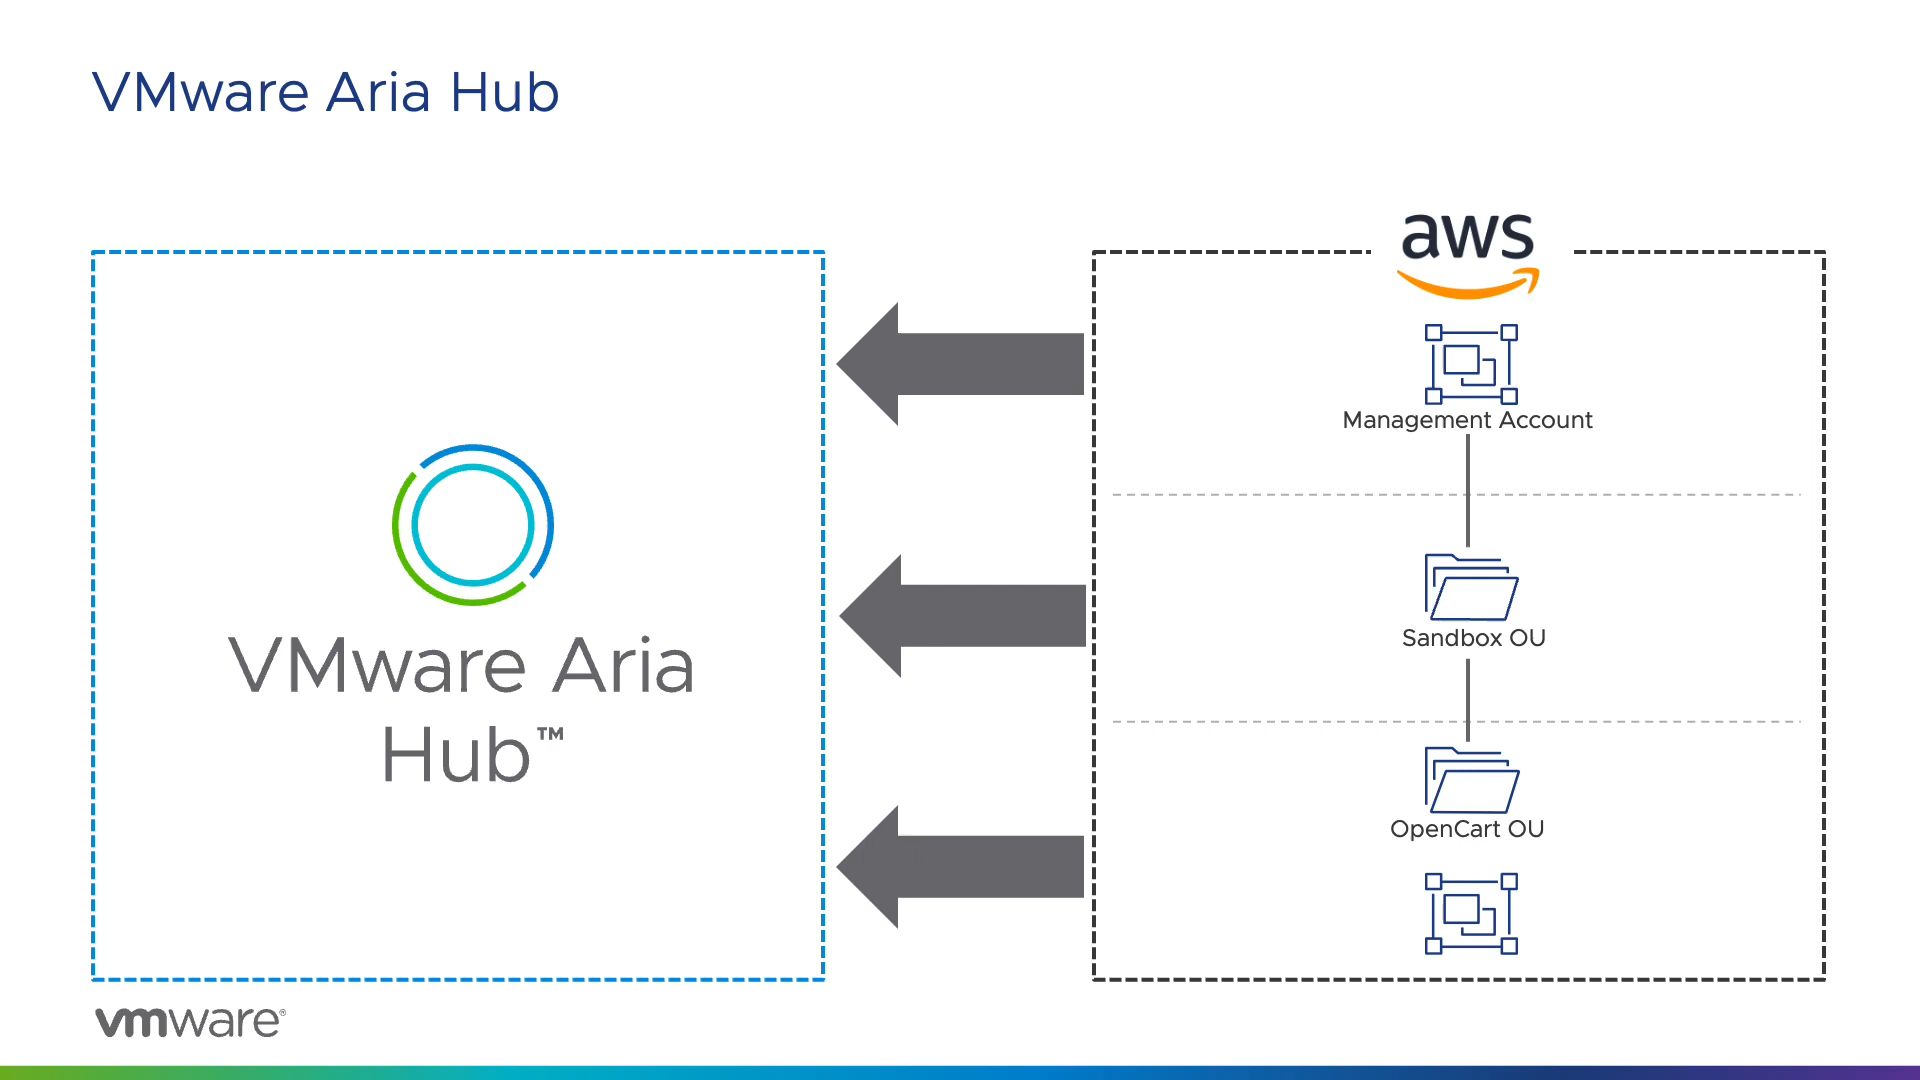 VMware Aria Hub
aws
Management Account
Sandbox OU
OpenCart OU
VMware Aria
Hub™
vmware®